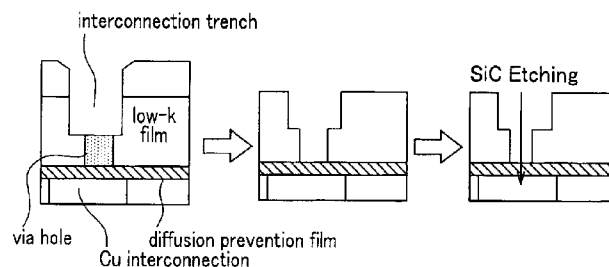 interconnection trench
low-k
film
SiC Etching
via hole
diffusion prevention film
Cu interconnection